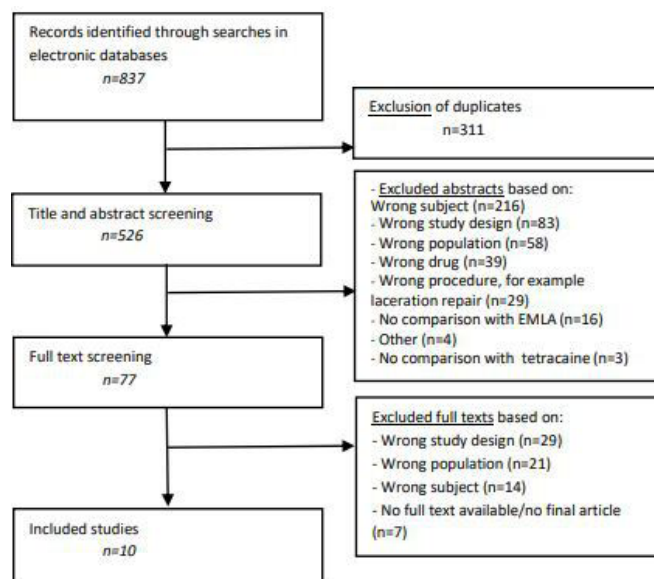 Records identified through searches in
electronic databases
n=837
Exclusion of duplicates
n=311
Title and abstract screening
n=526
- Excluded abstracts based on:
Wrong subject (n=216)
- Wrong study design (n=83)
- Wrong population (n=58)
- Wrong drug (n=39)
- Wrong procedure, for example
laceration repair (n=29)
- No comparison with EMLA (n=16)
- Other (n=4)
- No comparison with tetracaine (n=3)
Full text screening
n=77
Excluded full texts based on:
- Wrong study design (n=29)
- Wrong population (n=21)
- Wrong subject (n=14)
- No full text available/no final article
(n=7)
Included studies
n=10